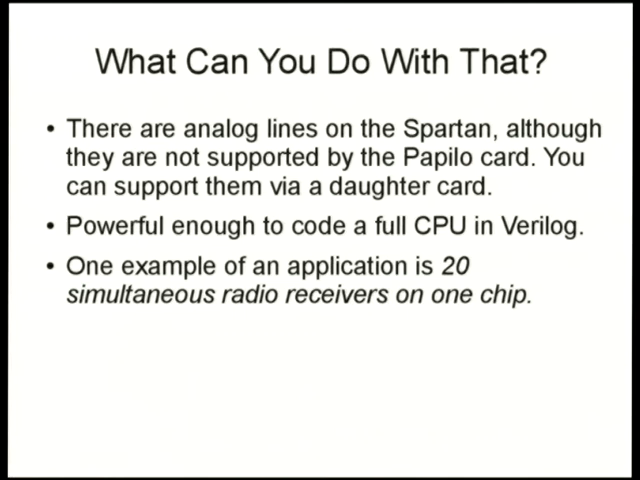 What Can You Do With That?
• There are analog lines on the Spartan, although
they are not supported by the Papilo card. You
can support them via a daughter card.
• Powerful enough to code a full CPU in Verilog.
• One example of an application is 20
simultaneous radio receivers on one chip.